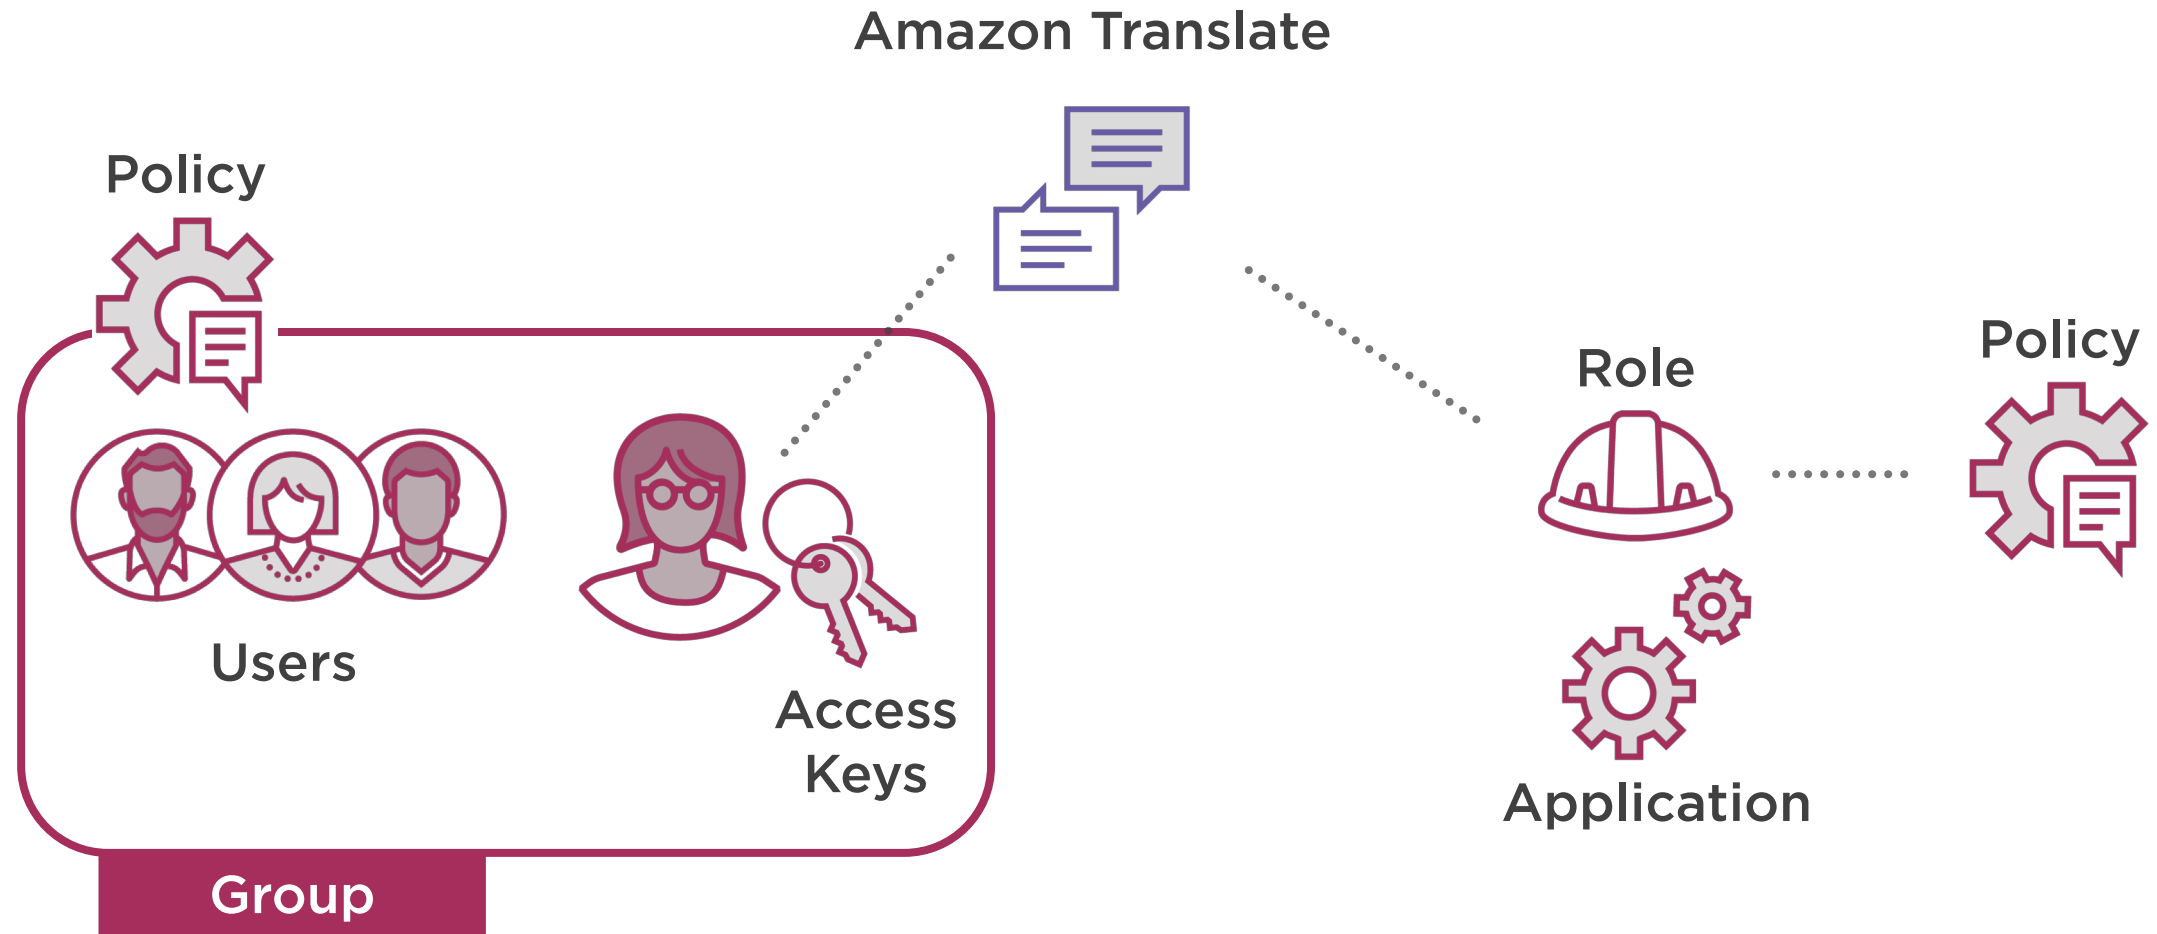 Amazon Translate
Policy
Users
Access
Keys
Group
Role
Policy
Application